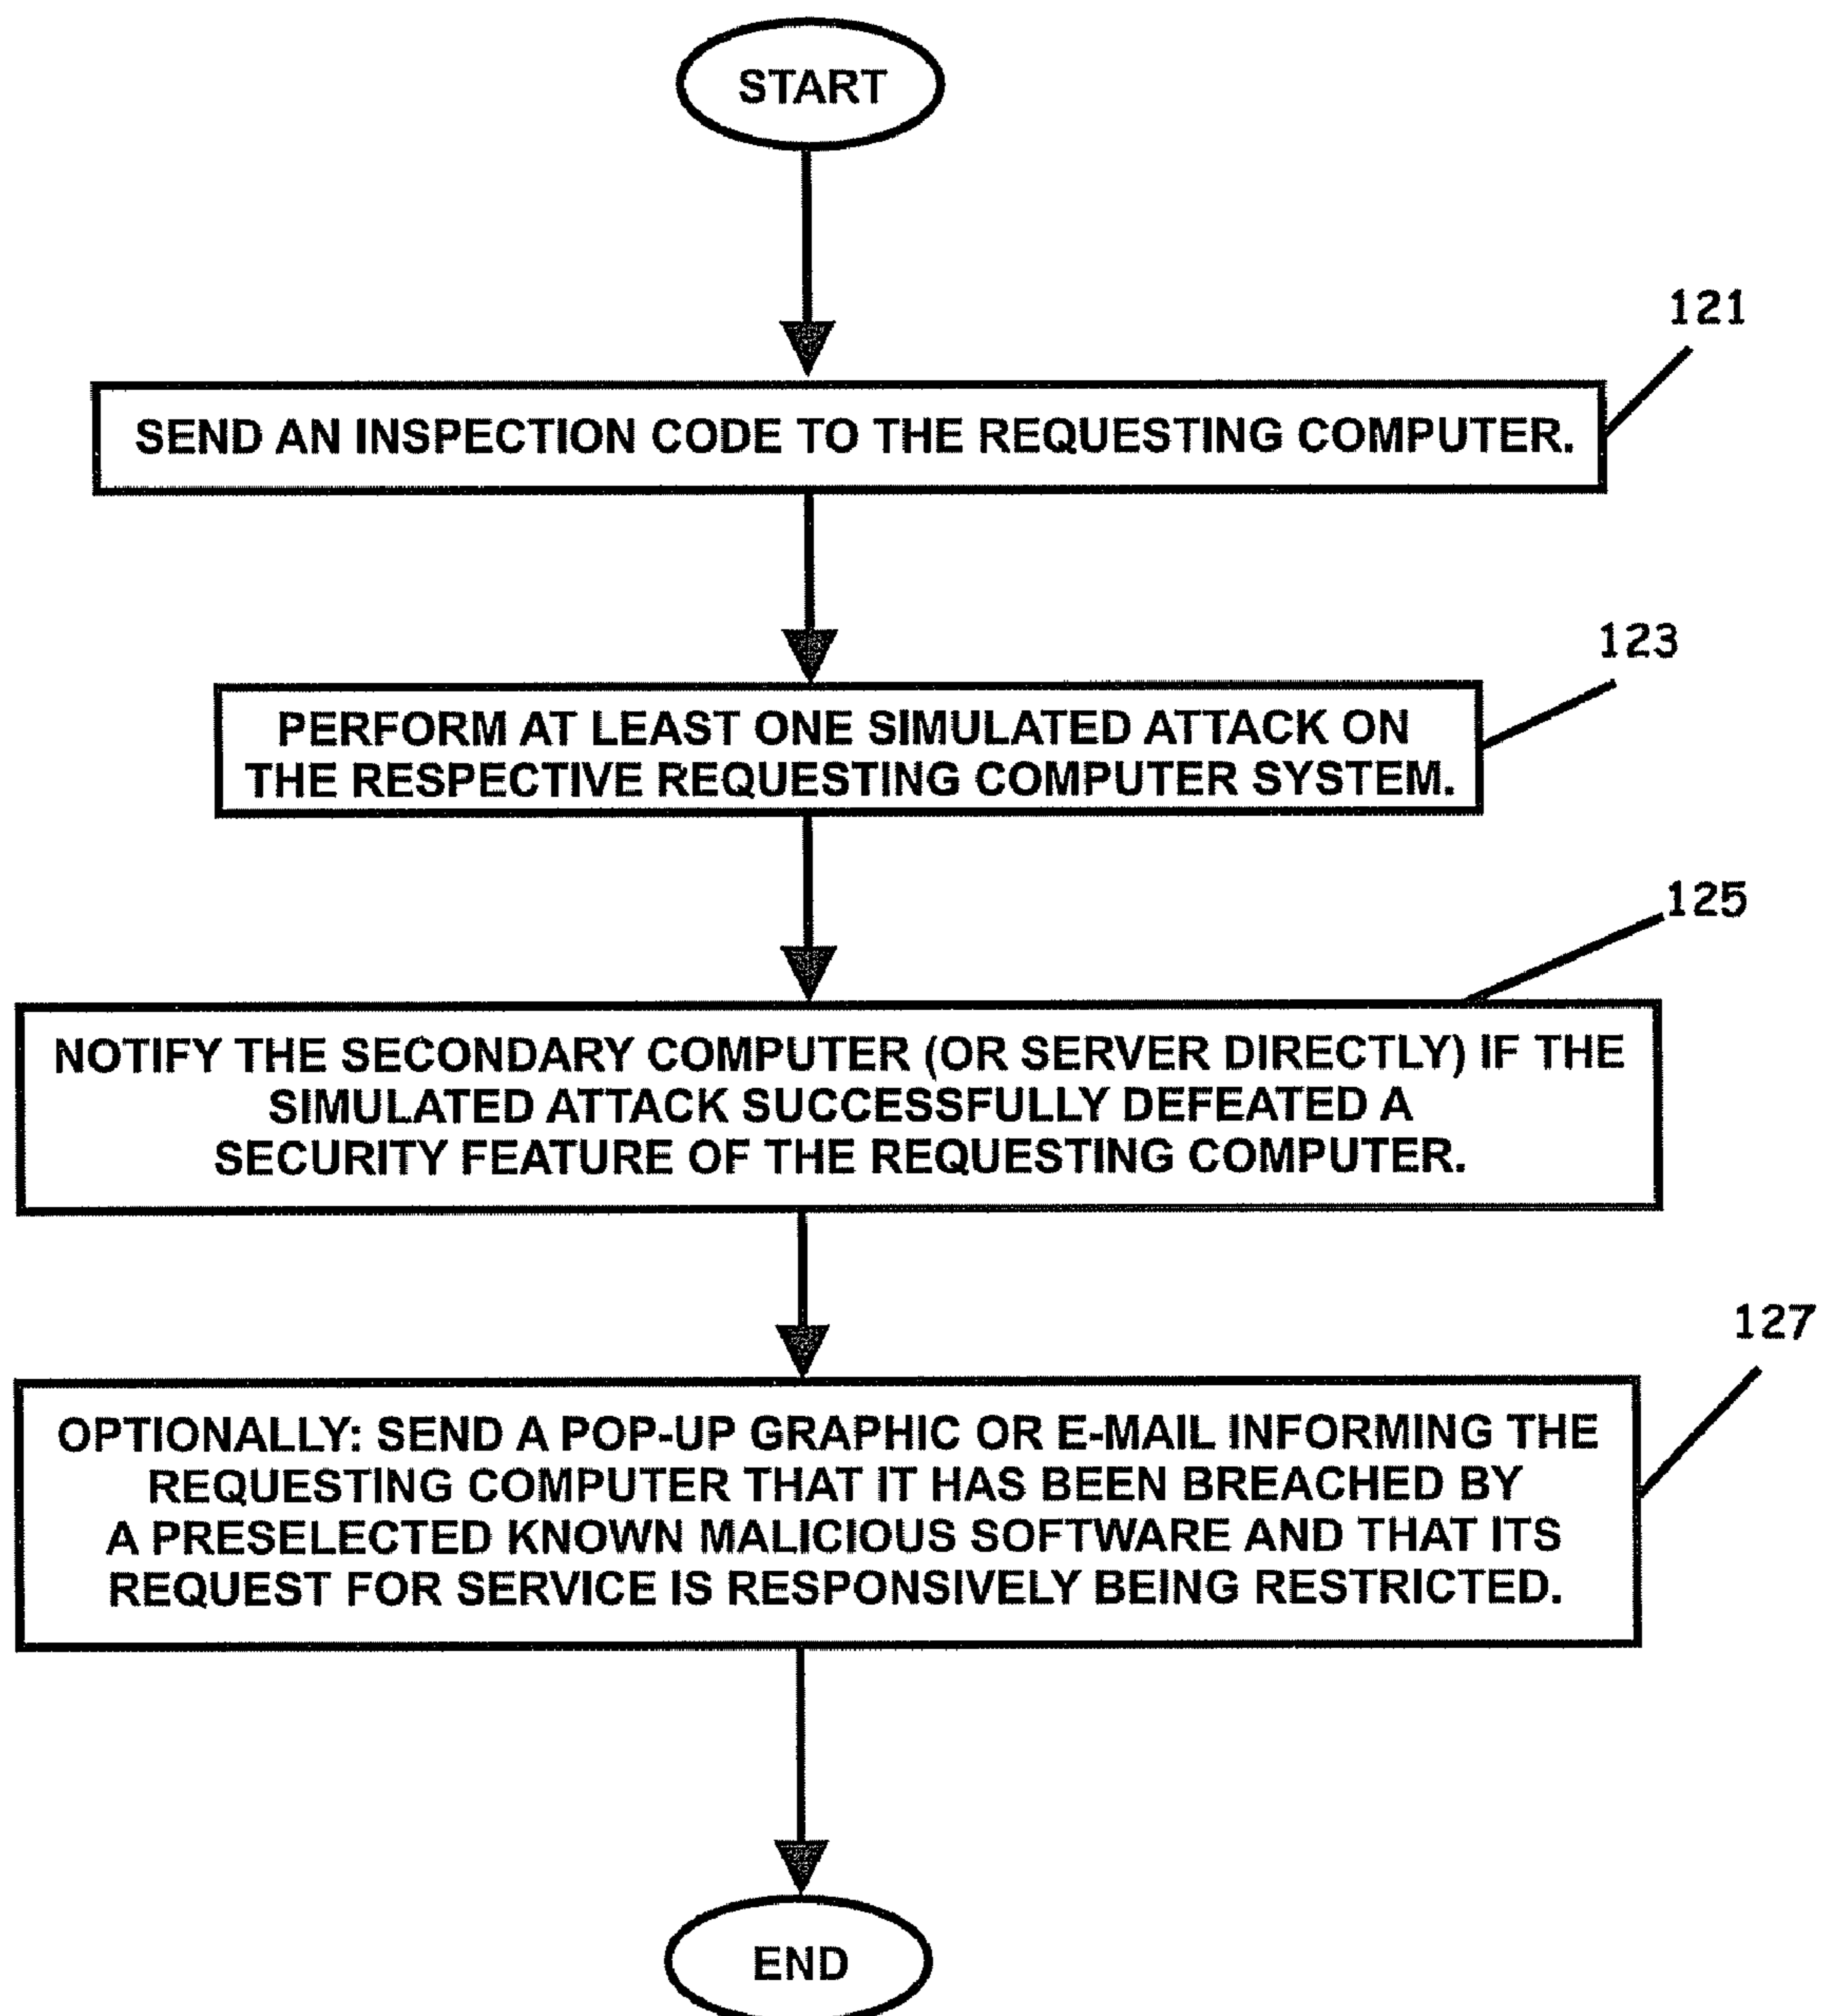 START
121
SEND AN INSPECTION CODE TO THE REQUESTING COMPUTER.
123
PERFORM AT LEAST ONE SIMULATED ATTACK ON
THE RESPECTIVE REQUESTING COMPUTER SYSTEM.
125
NOTIFY THE SECONDARY COMPUTER (OR SERVER DIRECTLY) IF THE
SIMULATED ATTACK SUCCESSFULLY DEFEATED A
SECURITY FEATURE OF THE REQUESTING COMPUTER.
127
OPTIONALLY: SEND A POP-UP GRAPHIC OR E-MAIL INFORMING THE
REQUESTING COMPUTER THAT IT HAS BEEN BREACHED BY
A PRESELECTED KNOWN MALICIOUS SOFTWARE AND THAT ITS
REQUEST FOR SERVICE IS RESPONSIVELY BEING RESTRICTED.
END